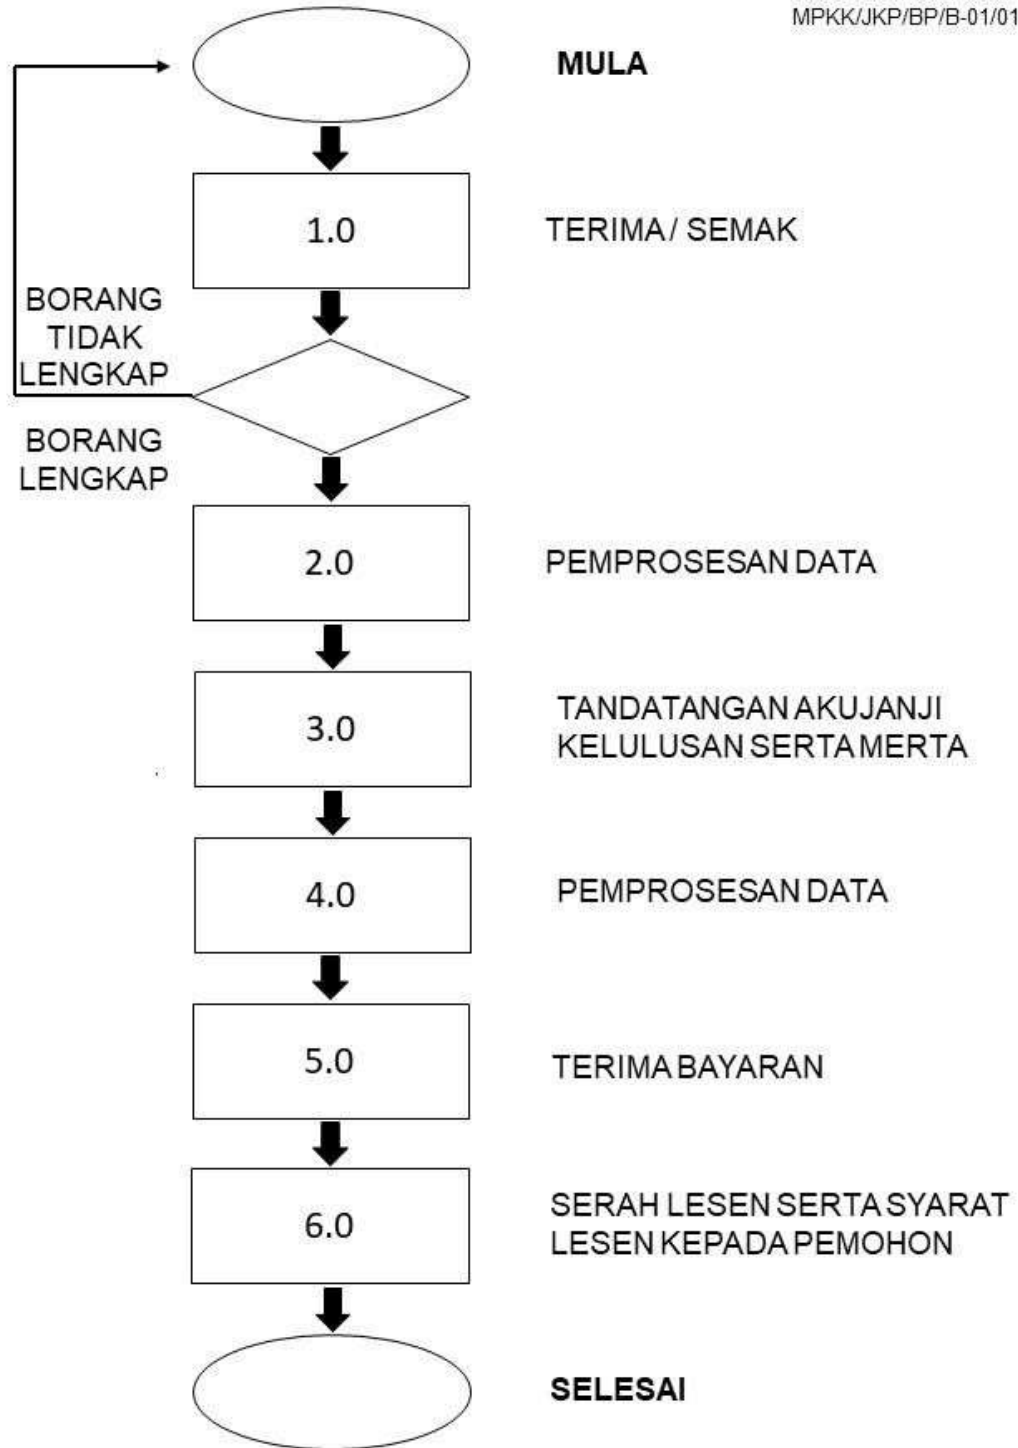 MPKK/JKP/BP/B-01/01
MULA
1.0
TERIMA / SEMAK
BORANG
TIDAK
LENGKAP
BORANG
LENGKAP
2.0
PEMPROSESAN DATA
3.0
TANDATANGAN AKUJANJI
KELULUSAN SERTA MERTA
4.0
PEMPROSESAN DATA
5.0
TERIMA BAYARAN
6.0
SERAH LESEN SERTA SYARAT
LESEN KEPADA PEMOHON
SELESAI